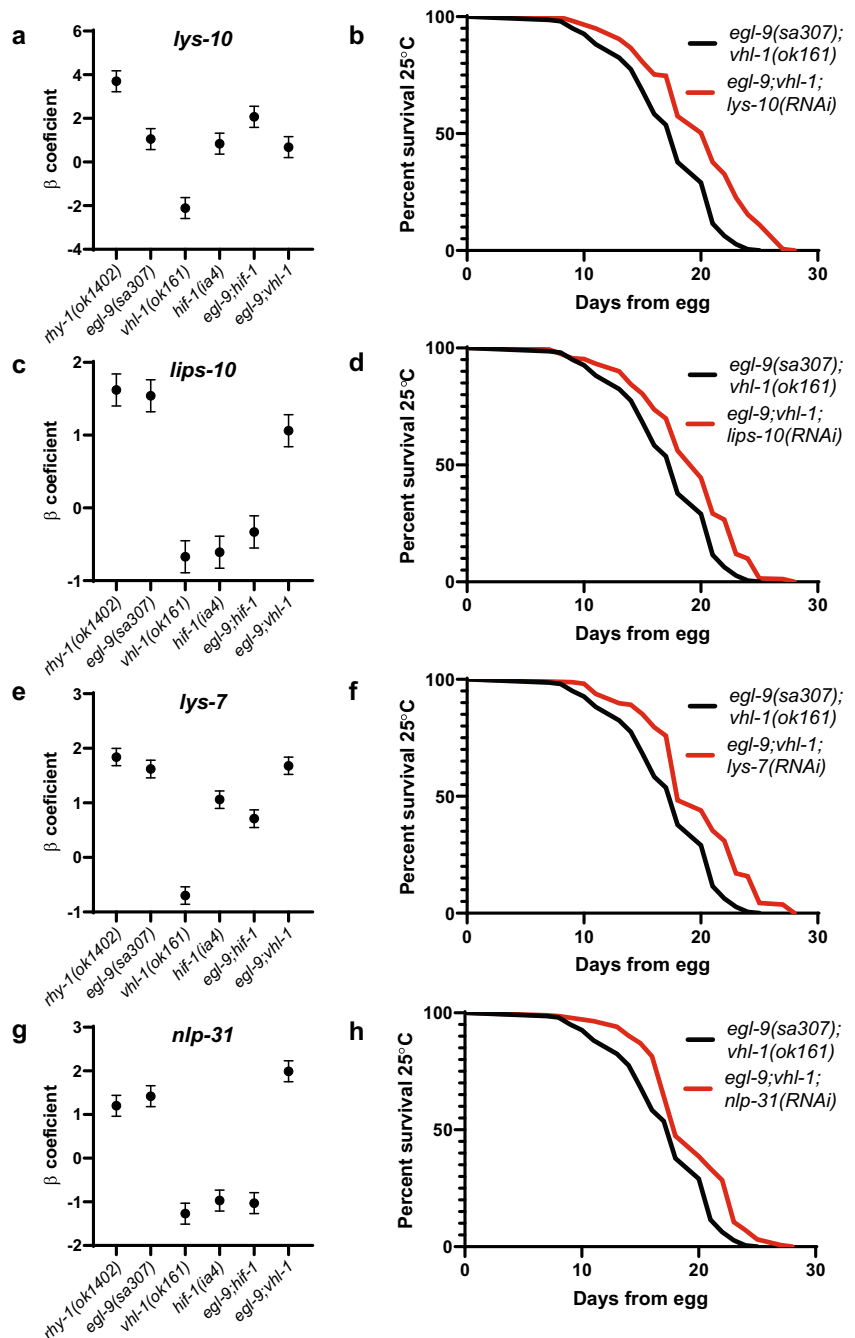 a
lys-10
6
4
2
0
-2
-4
β coeficient
rhy-1(ok1402)
egl-9(sa307)
vhl-1(ok161)
hif-1(ia4)
egl-9;hif-1
egl-9;vhl-1
b
100
50
0
Percent survival 25°C
0 10 20 30
Days from egg
egl-9(sa307);
vhl-1(ok161)
egl-9;vhl-1;
lys-10(RNAi)
c
lips-10
2
1
0
-1
β coeficient
rhy-1(ok1402)
egl-9(sa307)
vhl-1(ok161)
hif-1(ia4)
egl-9;hif-1
egl-9;vhl-1
d
100
50
0
Percent survival 25°C
0 10 20 30
Days from egg
egl-9(sa307);
vhl-1(ok161)
egl-9;vhl-1;
lips-10(RNAi)
e
lys-7
3
2
1
0
-1
β coeficient
rhy-1(ok1402)
egl-9(sa307)
vhl-1(ok161)
hif-1(ia4)
egl-9;hif-1
egl-9;vhl-1
f
100
50
0
Percent survival 25°C
0 10 20 30
Days from egg
egl-9(sa307);
vhl-1(ok161)
egl-9;vhl-1;
lys-7(RNAi)
g
nlp-31
3
2
1
0
-1
-2
β coeficient
rhy-1(ok1402)
egl-9(sa307)
vhl-1(ok161)
hif-1(ia4)
egl-9;hif-1
egl-9;vhl-1
h
100
50
0
Percent survival 25°C
0 10 20 30
Days from egg
egl-9(sa307);
vhl-1(ok161)
egl-9;vhl-1;
nlp-31(RNAi)